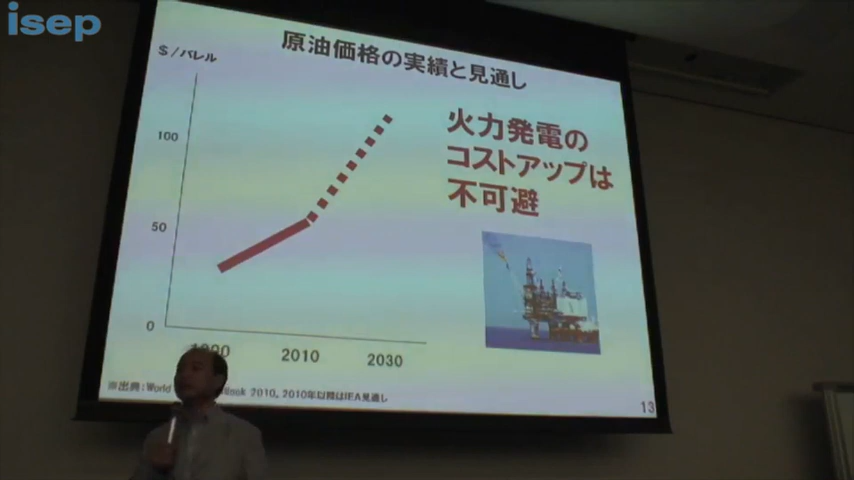 isep
原油価格の実績と見通し
$/バレル
100
50
0
2010
2030
火力発電の
コストアップは
不可避
※出典:World 2010, 2010年以降はIEA見通し
13